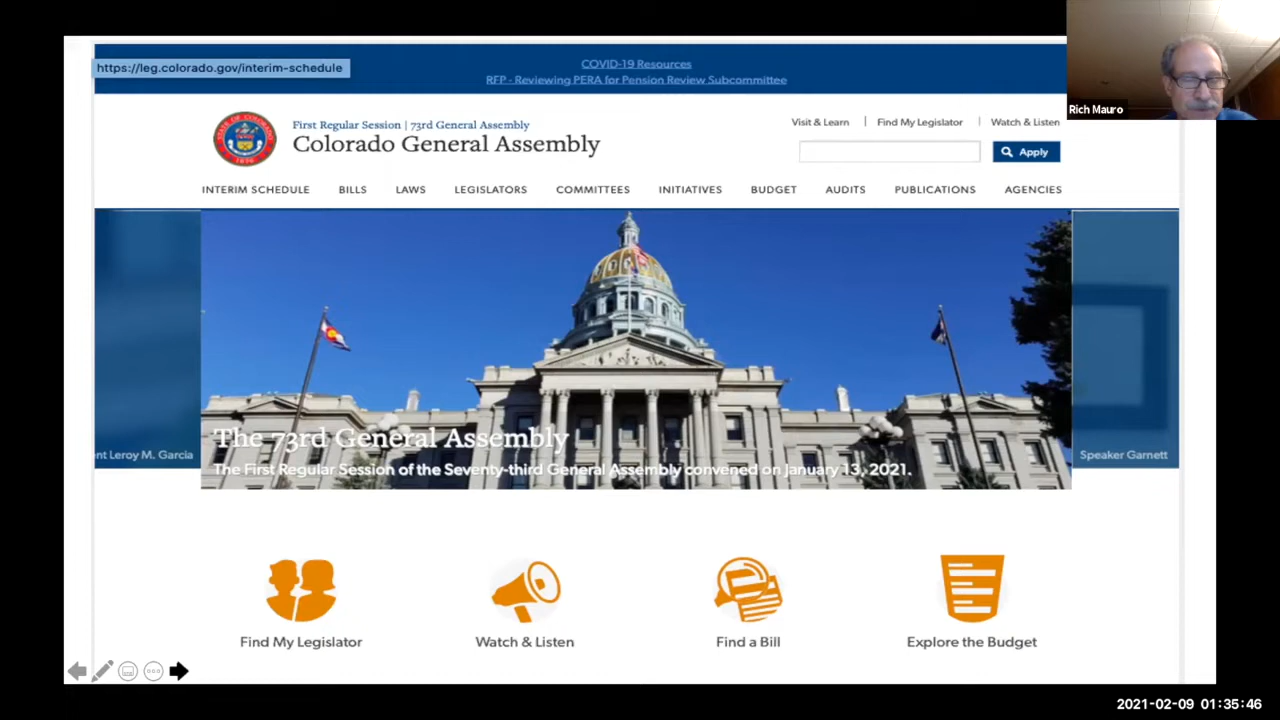 https://leg.colorado.gov/interim-schedule
COVID-19 Resources
RFP - Reviewing PERA for Pension Review Subcommittee
Rich Mauro
First Regular Session | 73rd General Assembly
Colorado General Assembly
Visit & Learn | Find My Legislator | Watch & Listen
Apply
INTERIM SCHEDULE BILLS LAWS LEGISLATORS COMMITTEES INITIATIVES BUDGET AUDITS PUBLICATIONS AGENCIES
The 73rd General Assembly
The First Regular Session of the Seventy-third General Assembly convened on January 13, 2021.
nt Leroy M. Garcia
Speaker Garnett
Find My Legislator
Watch & Listen
Find a Bill
Explore the Budget
2021-02-09 01:35:46